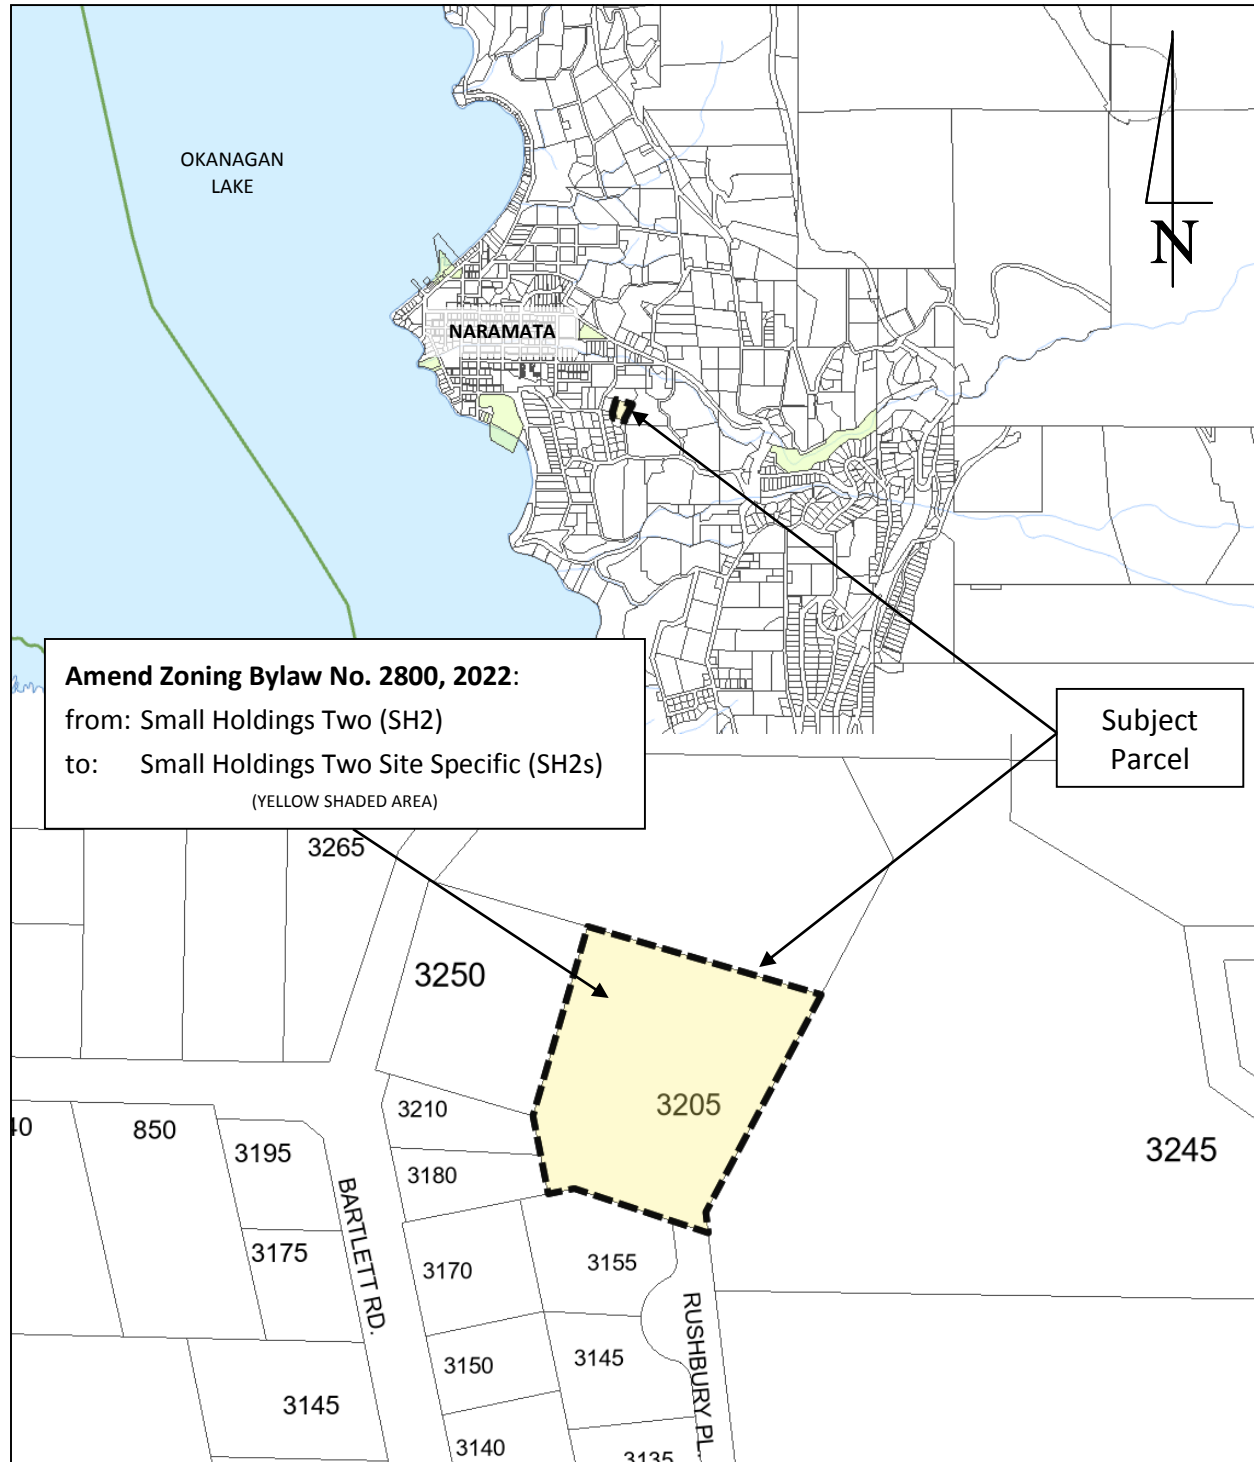 OKANAGAN
LAKE
N
NARAMATA
Amend Zoning Bylaw No. 2800, 2022:
from: Small Holdings Two (SH2)
to: Small Holdings Two Site Specific (SH2s)
(YELLOW SHADED AREA)
Subject
Parcel
3265
3250
3205
3210
850
3195
3180
3245
BARTLETT RD.
3175
3170
3155
RUSHBURY PL.
3150
3145
3145
3140
3135